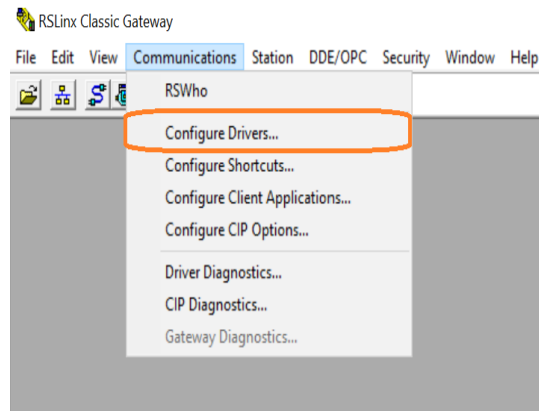 RSLinx Classic Gateway
File Edit View Communications Station DDE/OPC Security Window Help
RSWho
Configure Drivers...
Configure Shortcuts...
Configure Client Applications...
Configure CIP Options...
Driver Diagnostics...
CIP Diagnostics...
Gateway Diagnostics...